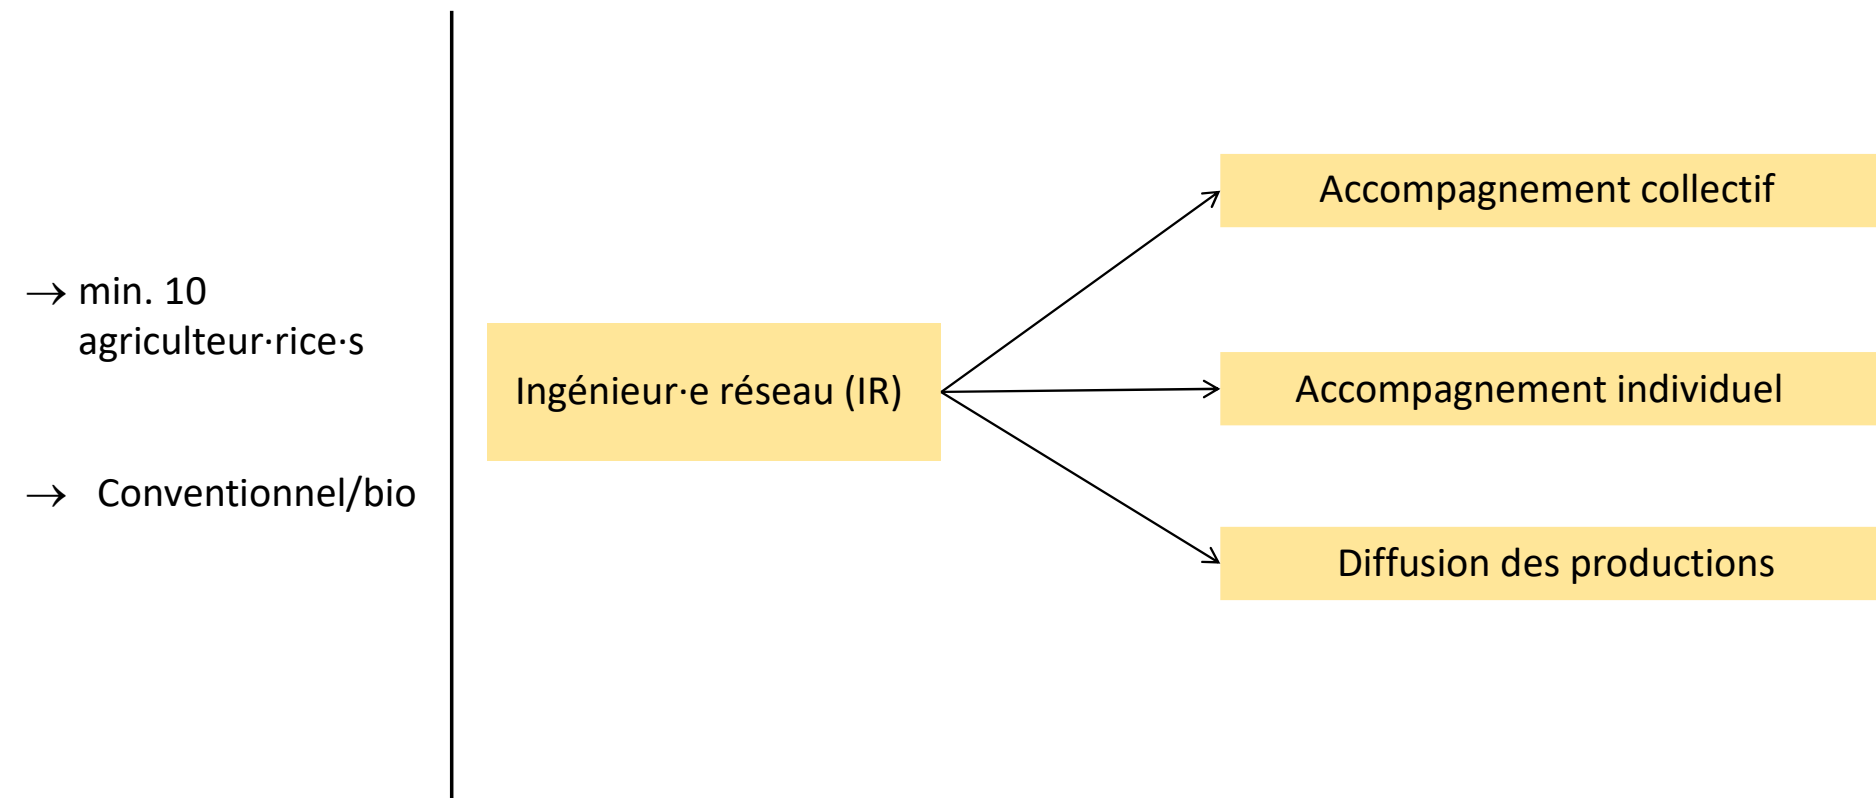 → min. 10
agriculteur·rice·s
→ Conventionnel/bio
Ingénieur·e réseau (IR)
Accompagnement collectif
Accompagnement individuel
Diffusion des productions